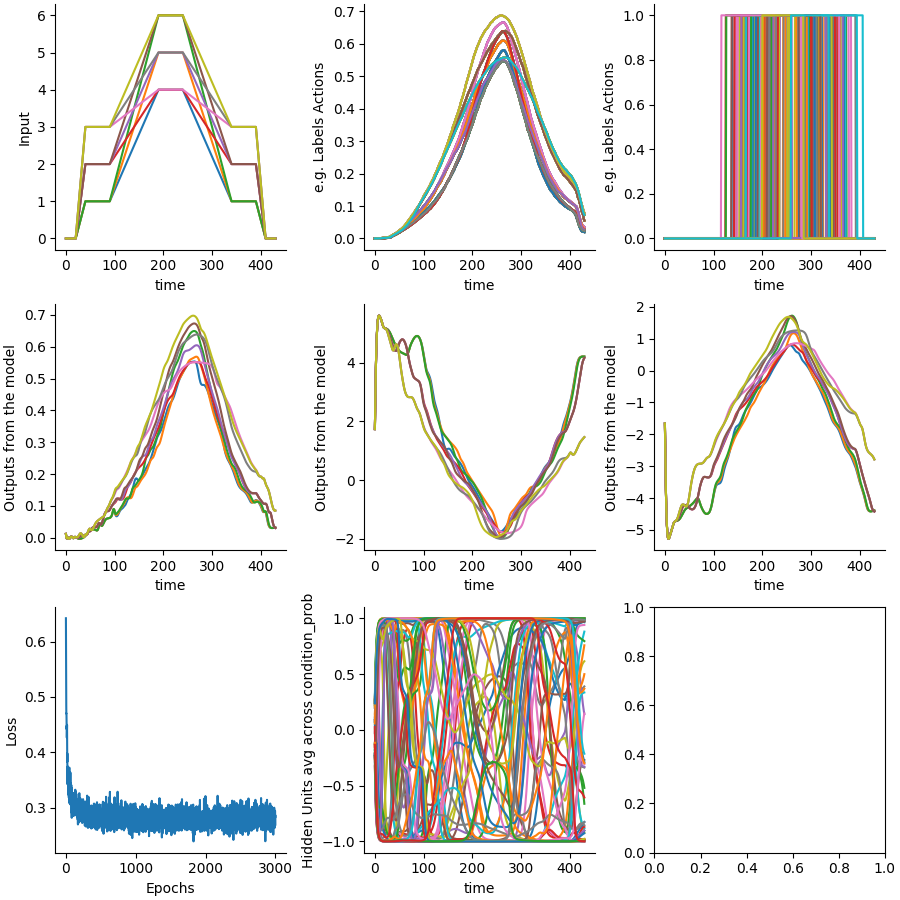 6
5
4
3
2
1
0
Input
0 100 200 300 400
time
0.7
0.6
0.5
0.4
0.3
0.2
0.1
0.0
e.g. Labels Actions
0 100 200 300 400
time
1.0
0.8
0.6
0.4
0.2
0.0
e.g. Labels Actions
0 100 200 300 400
time
0.7
0.6
0.5
0.4
0.3
0.2
0.1
0.0
Outputs from the model
0 100 200 300 400
time
4
2
0
−2
Outputs from the model
0 100 200 300 400
time
2
1
0
−1
−2
−3
−4
−5
Outputs from the model
0 100 200 300 400
time
0.6
0.5
0.4
0.3
Loss
0 1000 2000 3000
Epochs
1.0
0.5
0.0
−0.5
−1.0
Hidden Units avg across condition_prob
0 100 200 300 400
time
1.0
0.8
0.6
0.4
0.2
0.0
0.0 0.2 0.4 0.6 0.8 1.0